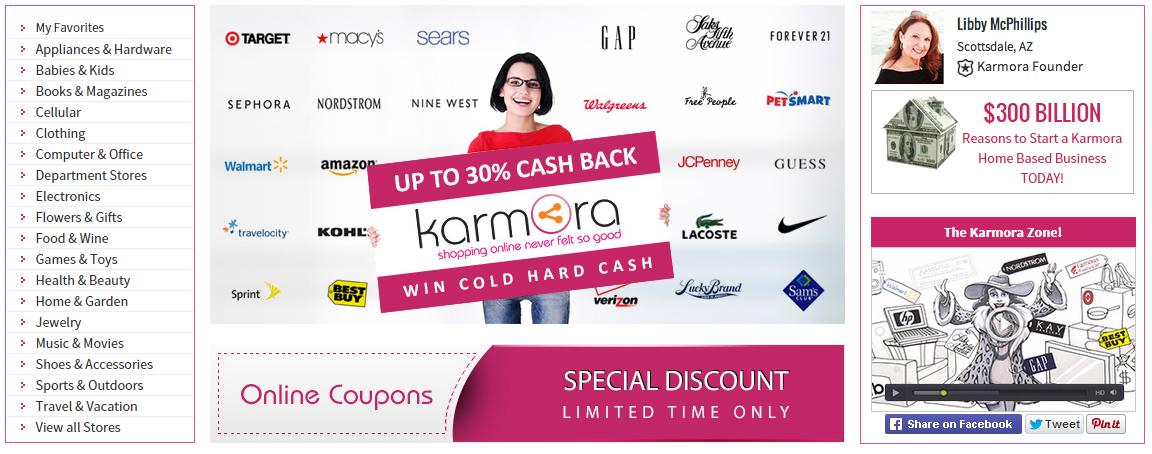 My Favorites
Appliances & Hardware
Babies & Kids
Books & Magazines
Cellular
Clothing
Computer & Office
Department Stores
Electronics
Flowers & Gifts
Food & Wine
Games & Toys
Health & Beauty
Home & Garden
Jewelry
Music & Movies
Shoes & Accessories
Sports & Outdoors
Travel & Vacation
View all Stores
TARGET macy's sears GAP Saks Fifth Avenue FOREVER 21
SEPHORA NORDSTROM NINE WEST Walgreens Free People PETSMART
Walmart amazon JCPenney GUESS
travelocity KOHL'S LACOSTE
Sprint BEST BUY verizon Lucky Brand Sam's CLUB
UP TO 30% CASH BACK
karmora
shopping online never felt so good
WIN COLD HARD CASH
Online Coupons
SPECIAL DISCOUNT
LIMITED TIME ONLY
Libby McPhillips
Scottsdale, AZ
Karmora Founder
$300 BILLION
Reasons to Start a Karmora
Home Based Business
TODAY!
The Karmora Zone!
NORDSTROM
Walmart
hp
K.A.Y
BEST BUY
GAP
HD
Share on Facebook Tweet Pin it